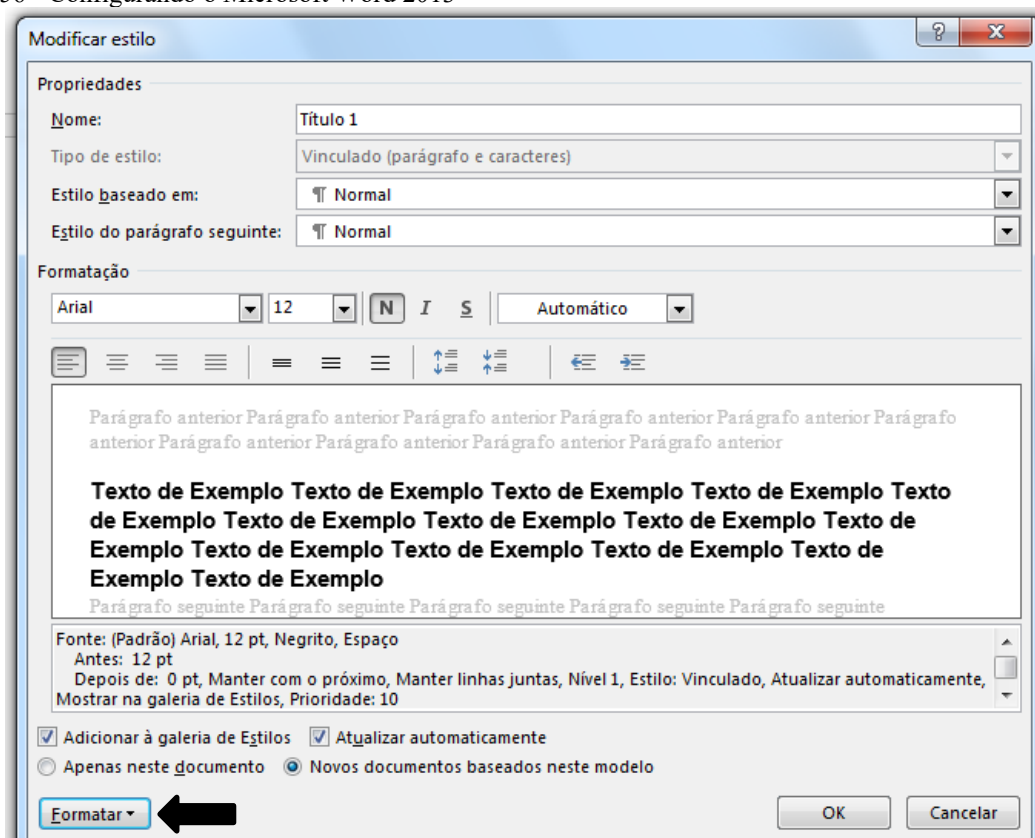 Configurando o Microsoft Word 2013
Modificar estilo
Propriedades
Nome: Título 1
Tipo de estilo: Vinculado (parágrafo e caracteres)
Estilo baseado em: ¶ Normal
Estilo do parágrafo seguinte: ¶ Normal
Formatação
Arial 12 N I S Automático
Parágrafo anterior Parágrafo anterior Parágrafo anterior Parágrafo anterior Parágrafo anterior Parágrafo
anterior Parágrafo anterior Parágrafo anterior Parágrafo anterior Parágrafo anterior
Texto de Exemplo Texto de Exemplo Texto de Exemplo Texto de Exemplo Texto
de Exemplo Texto de Exemplo Texto de Exemplo Texto de Exemplo Texto de
Exemplo Texto de Exemplo Texto de Exemplo Texto de Exemplo Texto de
Exemplo Texto de Exemplo
Parágrafo seguinte Parágrafo seguinte Parágrafo seguinte Parágrafo seguinte Parágrafo seguinte
Fonte: (Padrão) Arial, 12 pt, Negrito, Espaço
Antes: 12 pt
Depois de: 0 pt, Manter com o próximo, Manter linhas juntas, Nível 1, Estilo: Vinculado, Atualizar automaticamente,
Mostrar na galeria de Estilos, Prioridade: 10
Adicionar à galeria de Estilos Atualizar automaticamente
Apenas neste documento Novos documentos baseados neste modelo
Formatar OK Cancelar